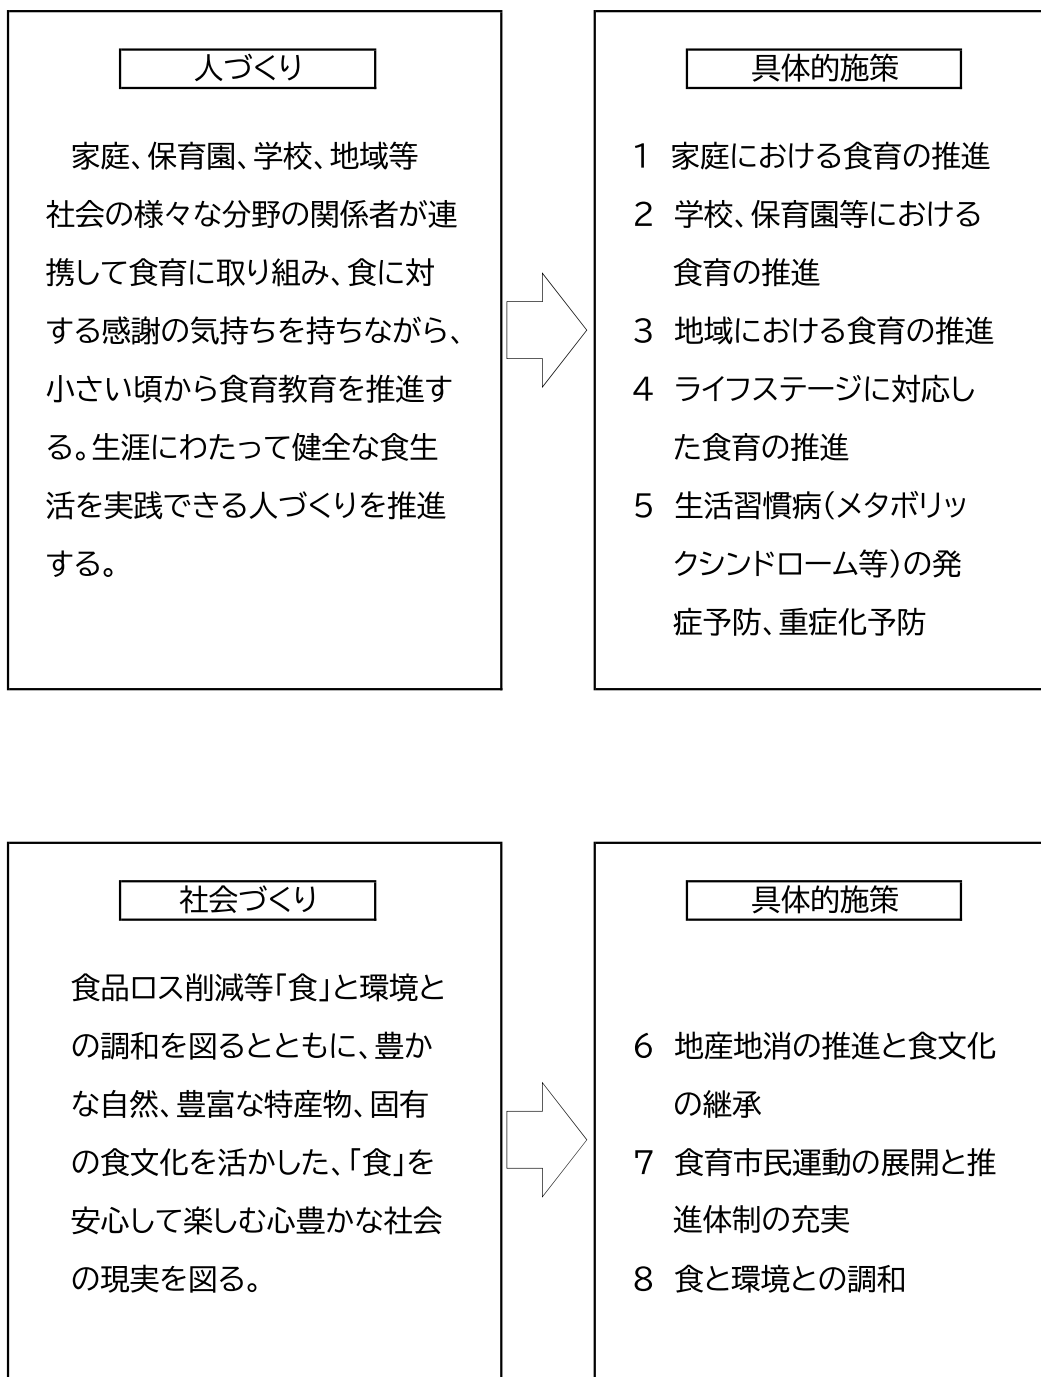 人づくり
家庭、保育園、学校、地域等
社会の様々な分野の関係者が連
携して食育に取り組み、食に対
する感謝の気持ちを持ちながら、
小さい頃から食育教育を推進す
る。生涯にわたって健全な食生
活を実践できる人づくりを推進
する。
具体的施策
1 家庭における食育の推進
2 学校、保育園等における
食育の推進
3 地域における食育の推進
4 ライフステージに対応し
た食育の推進
5 生活習慣病(メタボリッ
クシンドローム等)の発
症予防、重症化予防
社会づくり
食品ロス削減等「食」と環境と
の調和を図るとともに、豊か
な自然、豊富な特産物、固有
の食文化を活かした、「食」を
安心して楽しむ心豊かな社会
の現実を図る。
具体的施策
6 地産地消の推進と食文化
の継承
7 食育市民運動の展開と推
進体制の充実
8 食と環境との調和